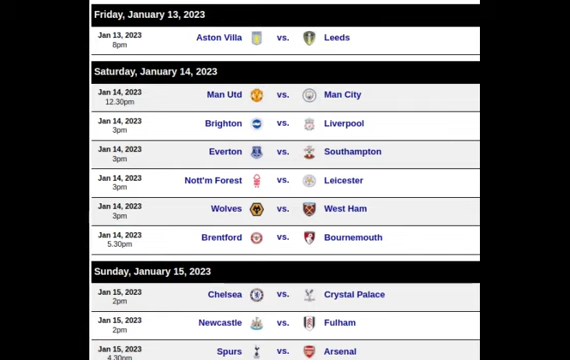 Friday, January 13, 2023
Jan 13, 2023 Aston Villa vs. Leeds
8pm
Saturday, January 14, 2023
Jan 14, 2023 Man Utd vs. Man City
12.30pm
Jan 14, 2023 Brighton vs. Liverpool
3pm
Jan 14, 2023 Everton vs. Southampton
3pm
Jan 14, 2023 Nott'm Forest vs. Leicester
3pm
Jan 14, 2023 Wolves vs. West Ham
3pm
Jan 14, 2023 Brentford vs. Bournemouth
5.30pm
Sunday, January 15, 2023
Jan 15, 2023 Chelsea vs. Crystal Palace
2pm
Jan 15, 2023 Newcastle vs. Fulham
2pm
Jan 15, 2023 Spurs vs. Arsenal
4.30pm